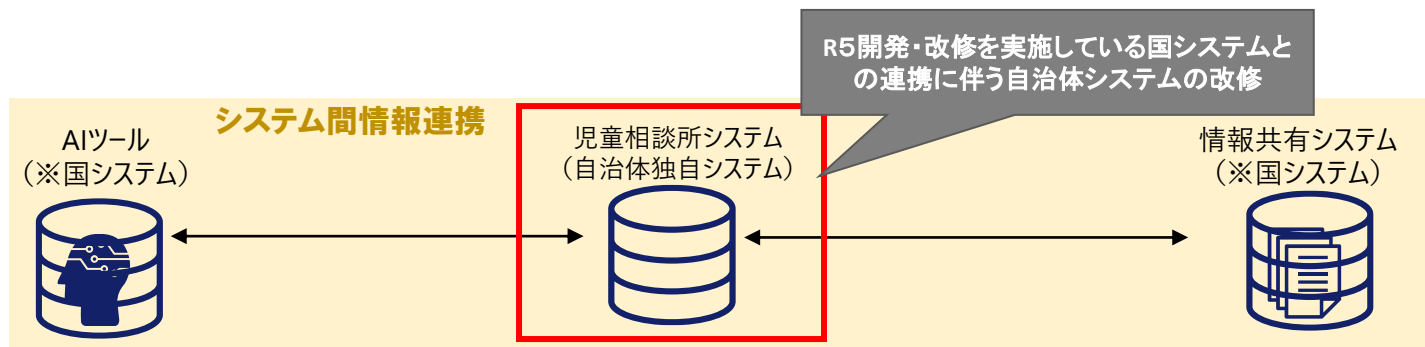 R5開発・改修を実施している国システムと
の連携に伴う自治体システムの改修
システム間情報連携
AIツール
（※国システム）
児童相談所システム
（自治体独自システム）
情報共有システム
（※国システム）